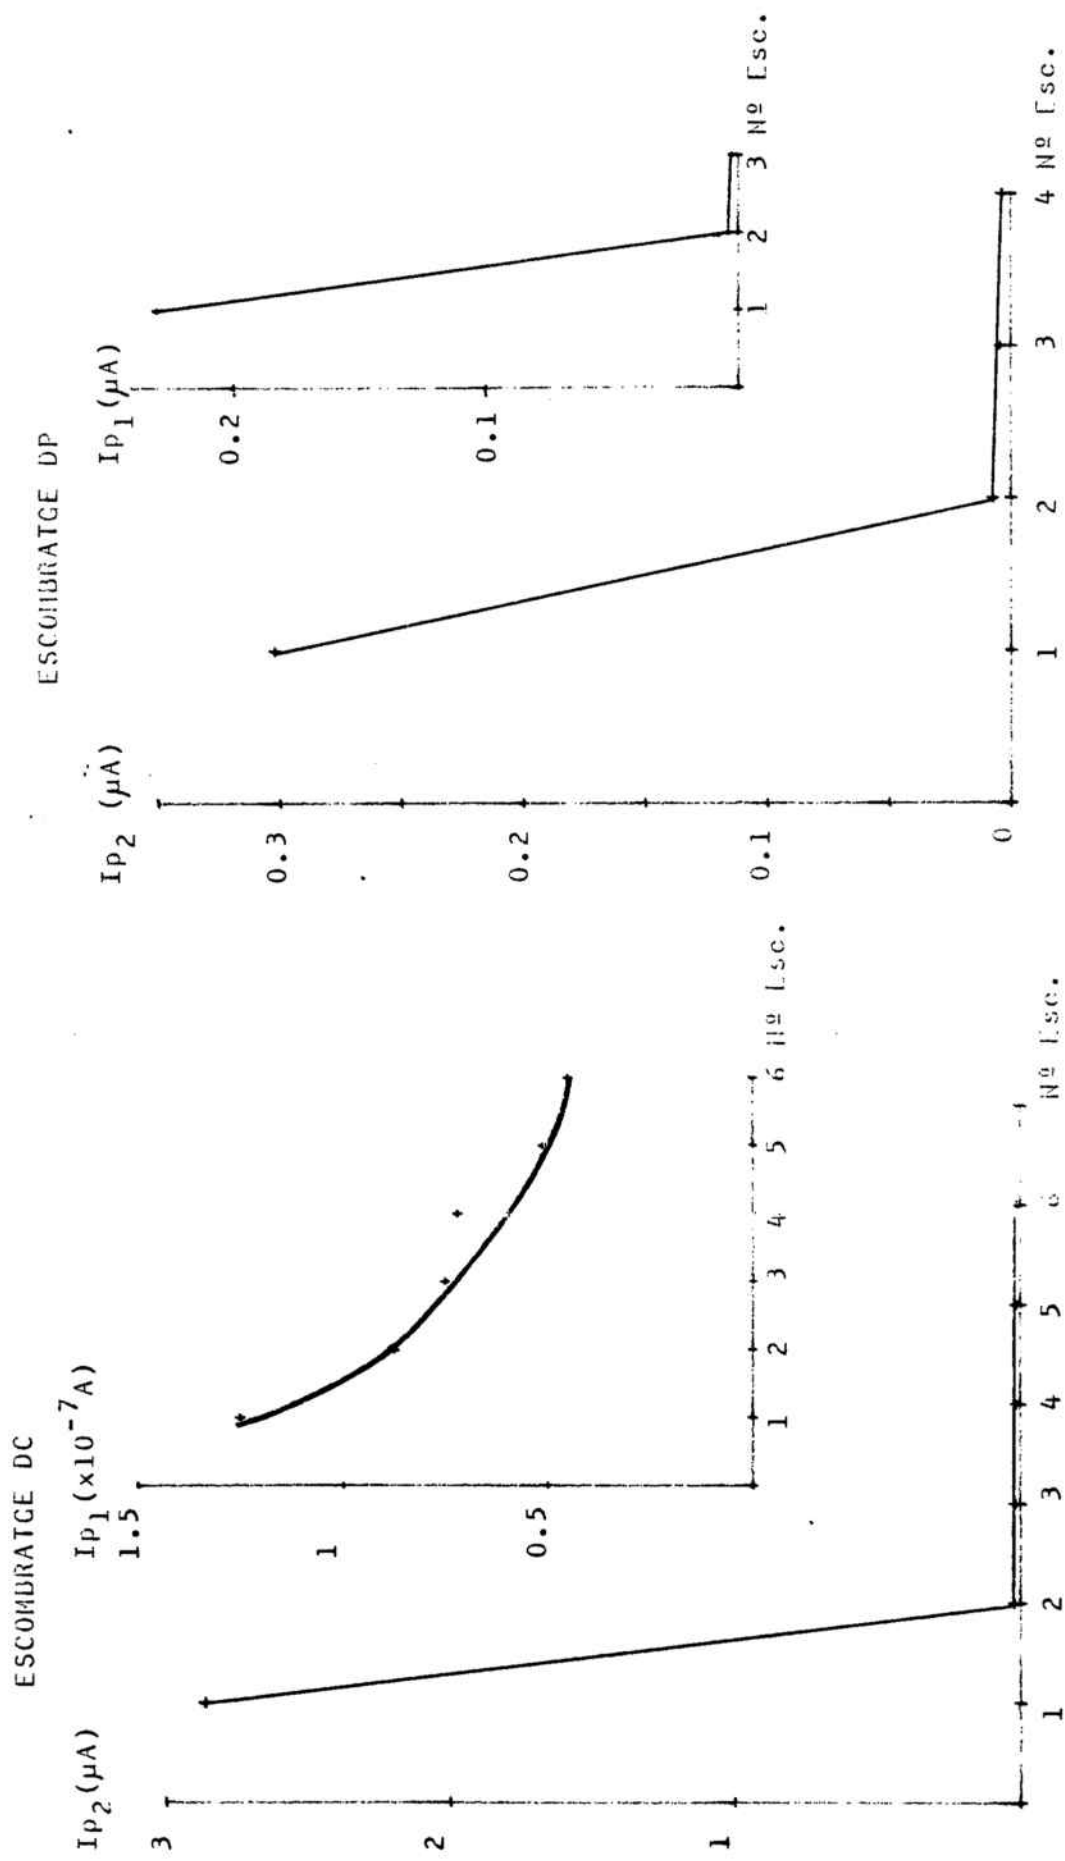 ESCOMBRATGE DC
Ip2 (μA)
3
2
1
1 2 3 4 5 6
Nº Esc.
Ip1 (x10-7A)
1.5
1
0.5
1 2 3 4 5 6 Nº Esc.
ESCOMBRATGE DP
Ip2 (μA)
0.3
0.2
0.1
0
1 2 3 4 Nº Esc.
Ip1 (μA)
0.2
0.1
1 2 3 Nº Esc.